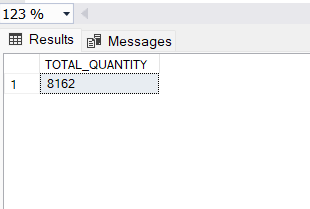 123 %
Results Messages
TOTAL_QUANTITY
1 8162